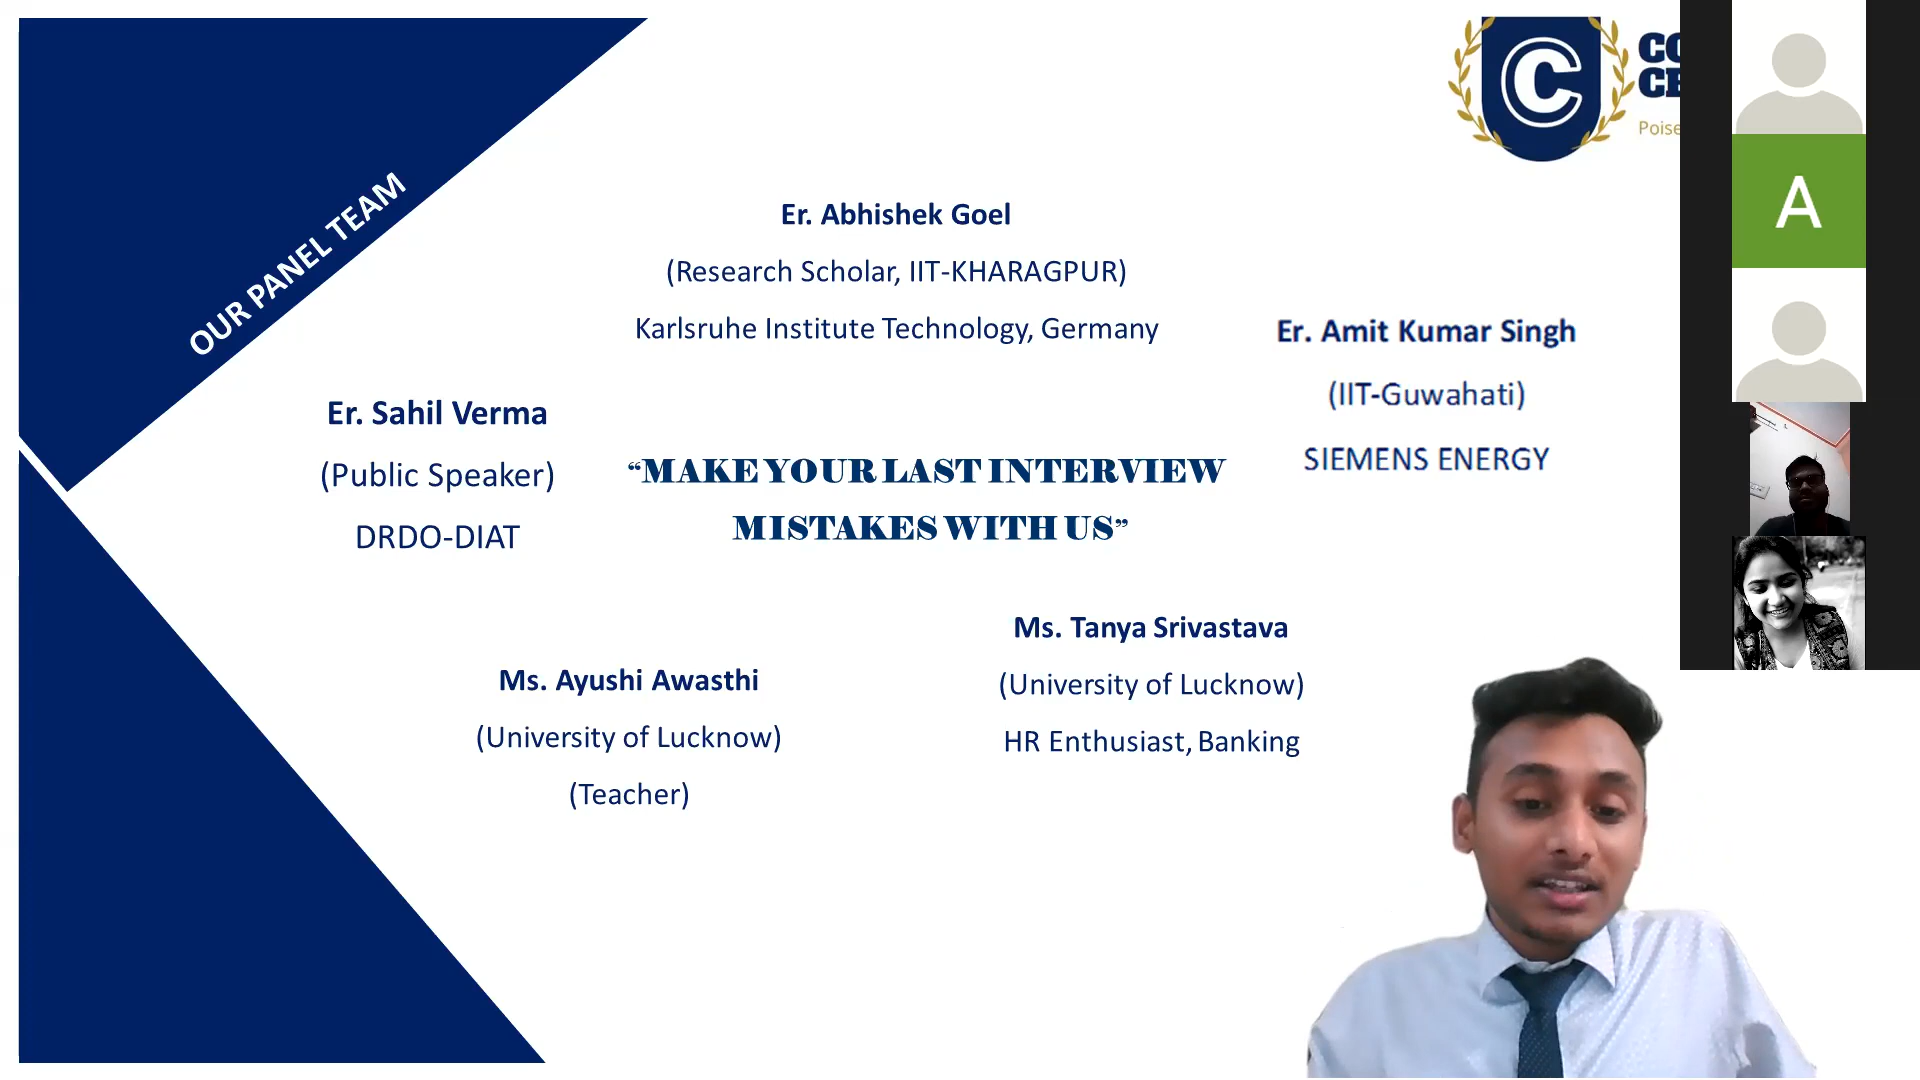 OUR PANEL TEAM
C
Poise
A
Er. Abhishek Goel
(Research Scholar, IIT-KHARAGPUR)
Karlsruhe Institute Technology, Germany
Er. Amit Kumar Singh
(IIT-Guwahati)
SIEMENS ENERGY
Er. Sahil Verma
(Public Speaker)
DRDO-DIAT
“MAKE YOUR LAST INTERVIEW
MISTAKES WITH US”
Ms. Tanya Srivastava
(University of Lucknow)
HR Enthusiast, Banking
Ms. Ayushi Awasthi
(University of Lucknow)
(Teacher)